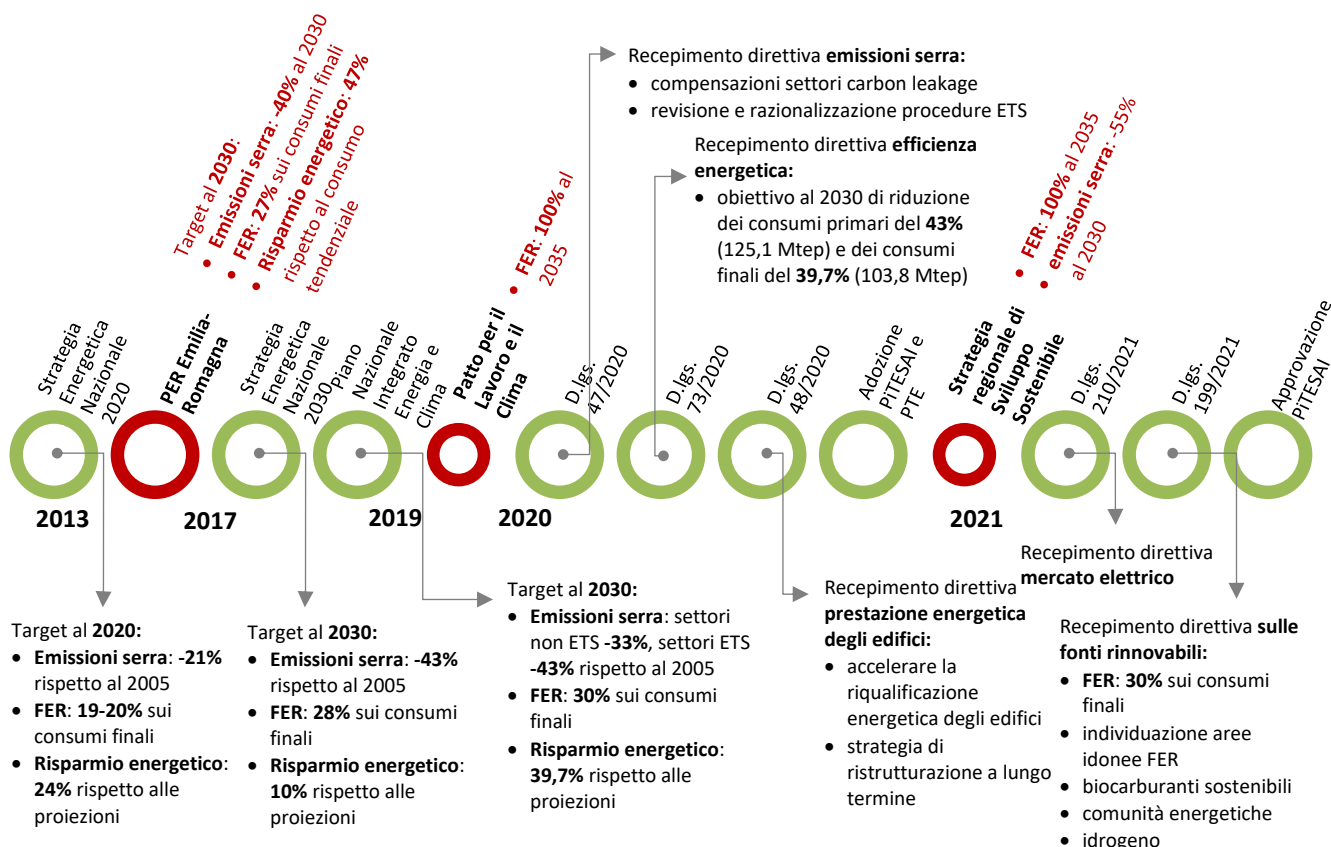 Recepimento direttiva emissioni serra:
• compensazioni settori carbon leakage
• revisione e razionalizzazione procedure ETS
Recepimento direttiva efficienza
energetica:
• obiettivo al 2030 di riduzione
dei consumi primari del 43%
(125,1 Mtep) e dei consumi
finali del 39,7% (103,8 Mtep)
Target al 2030:
• Emissioni serra: -40% al 2030
• FER: 27% sui consumi finali
• Risparmio energetico: 47%
rispetto al consumo
tendenziale
• FER: 100% al
2035
• FER: 100% al 2035
• emissioni serra: -55%
al 2030
Strategia
Energetica
Nazionale
2020
PER Emilia-
Romagna
Strategia
Energetica
Nazionale
2030
Piano
Nazionale
Integrato
Energia e
Clima
Patto per il
Lavoro e il
Clima
D.lgs.
47/2020
D.lgs.
73/2020
D.lgs.
48/2020
Adozione
PiTESAI e
PTE
Strategia
regionale di
Sviluppo
Sostenibile
D.lgs.
210/2021
D.lgs.
199/2021
Approvazione
PiTESAI
2013
2017
2019
2020
2021
Target al 2020:
• Emissioni serra: -21%
rispetto al 2005
• FER: 19-20% sui
consumi finali
• Risparmio energetico:
24% rispetto alle
proiezioni
Target al 2030:
• Emissioni serra: -43%
rispetto al 2005
• FER: 28% sui consumi
finali
• Risparmio energetico:
10% rispetto alle
proiezioni
Target al 2030:
• Emissioni serra: settori
non ETS -33%, settori ETS
-43% rispetto al 2005
• FER: 30% sui consumi
finali
• Risparmio energetico:
39,7% rispetto alle
proiezioni
Recepimento direttiva
prestazione energetica
degli edifici:
• accelerare la
riqualificazione
energetica degli edifici
• strategia di
ristrutturazione a lungo
termine
Recepimento direttiva
mercato elettrico
Recepimento direttiva sulle
fonti rinnovabili:
• FER: 30% sui consumi
finali
• individuazione aree
idonee FER
• biocarburanti sostenibili
• comunità energetiche
• idrogeno